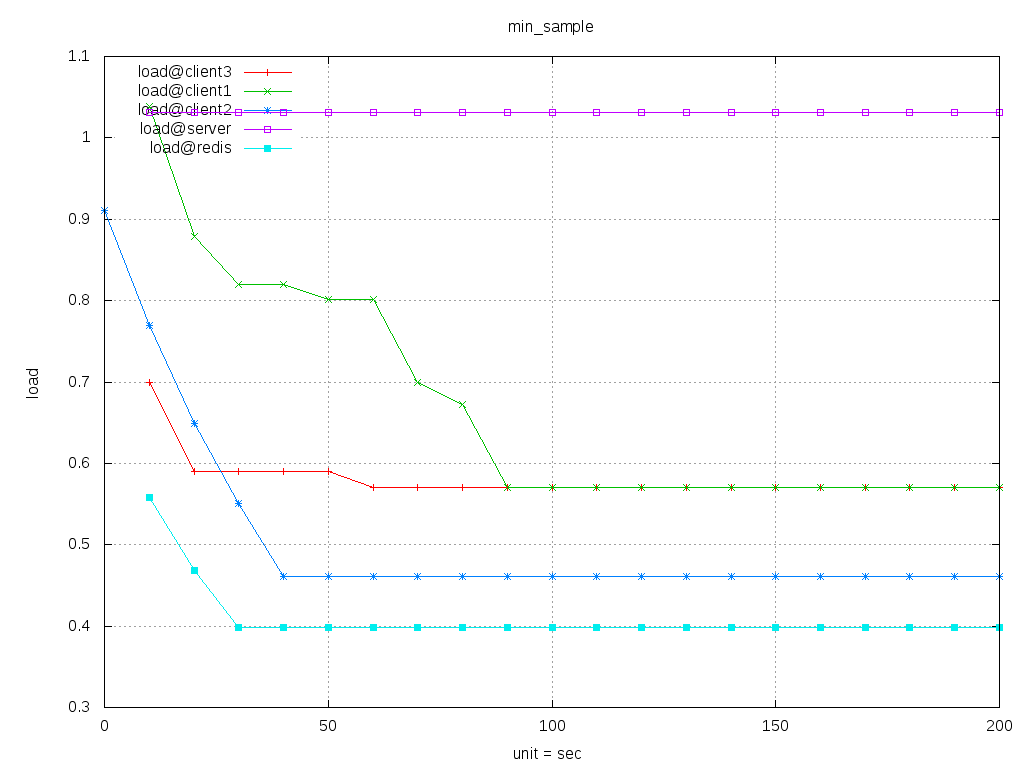 min_sample
1.1
load@client3
load@client1
load@client2
load@server
load@redis
1
0.9
0.8
0.7
0.6
0.5
0.4
0.3
load
0 50 100 150 200
unit = sec